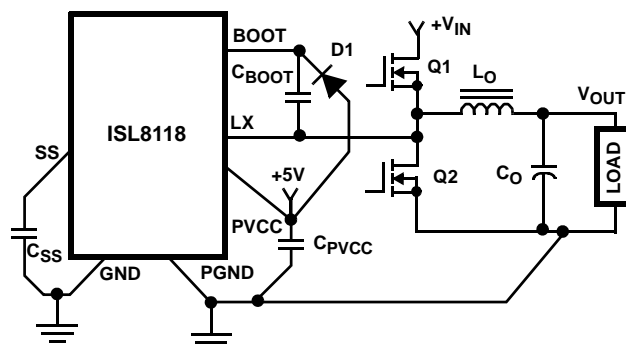 +VIN
BOOT
D1
CBOOT
Q1
LO
VOUT
ISL8118
LX
SS
+5V
Q2
CO
LOAD
PVCC
CPVCC
CSS
GND
PGND